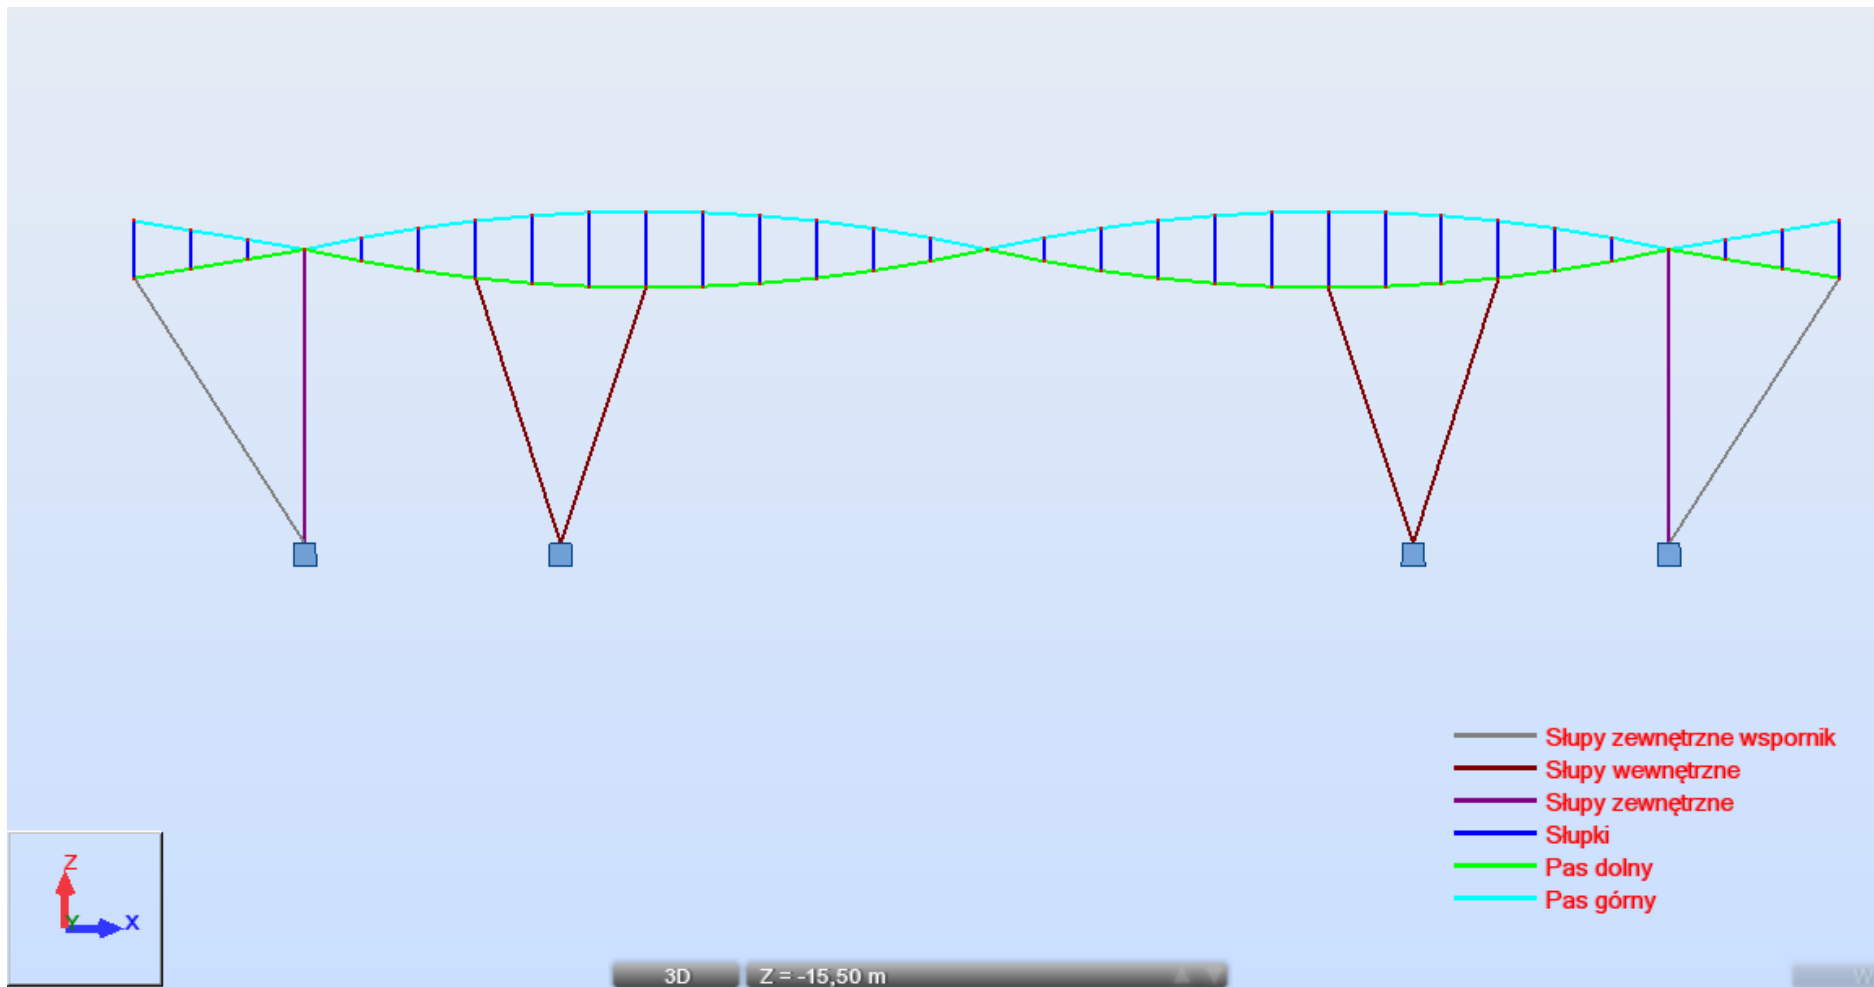 Słupy zewnętrzne wspornik
Słupy wewnętrzne
Słupy zewnętrzne
Słupki
Pas dolny
Pas górny
Z
Y
X
3D
Z = -15,50 m